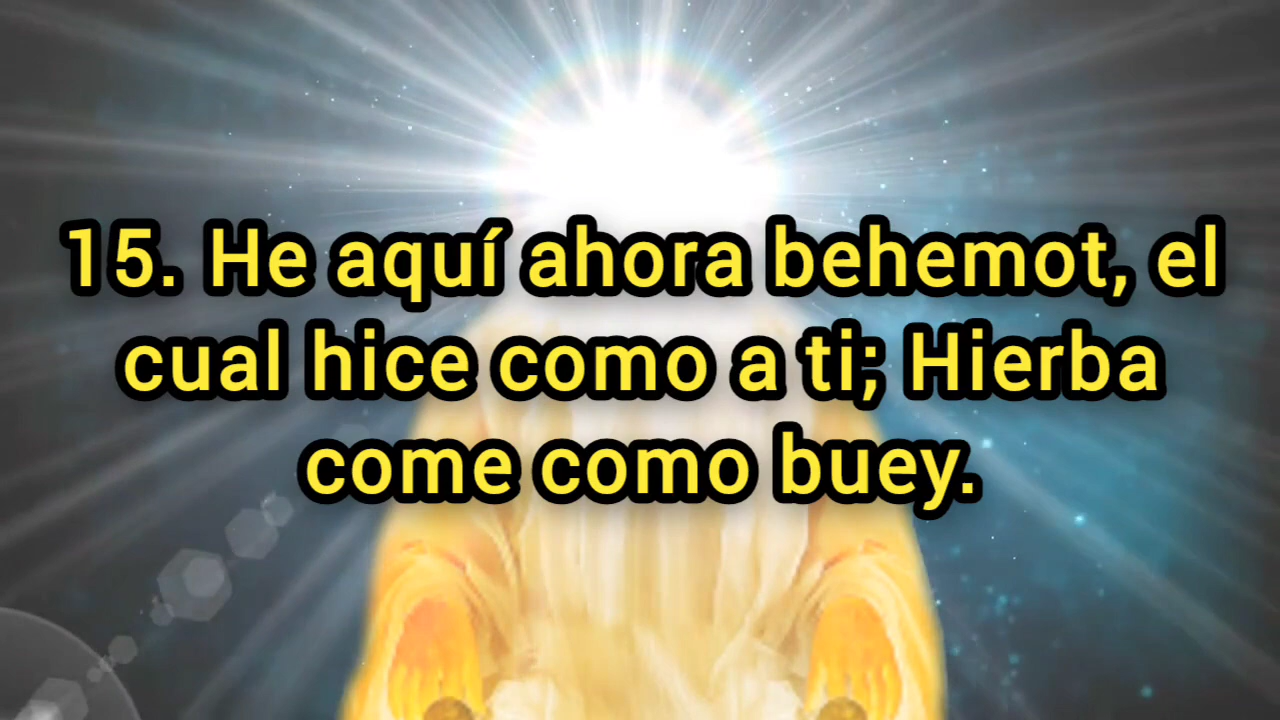 15. He aquí ahora behemot, el
cual hice como a ti; Hierba
come como buey.